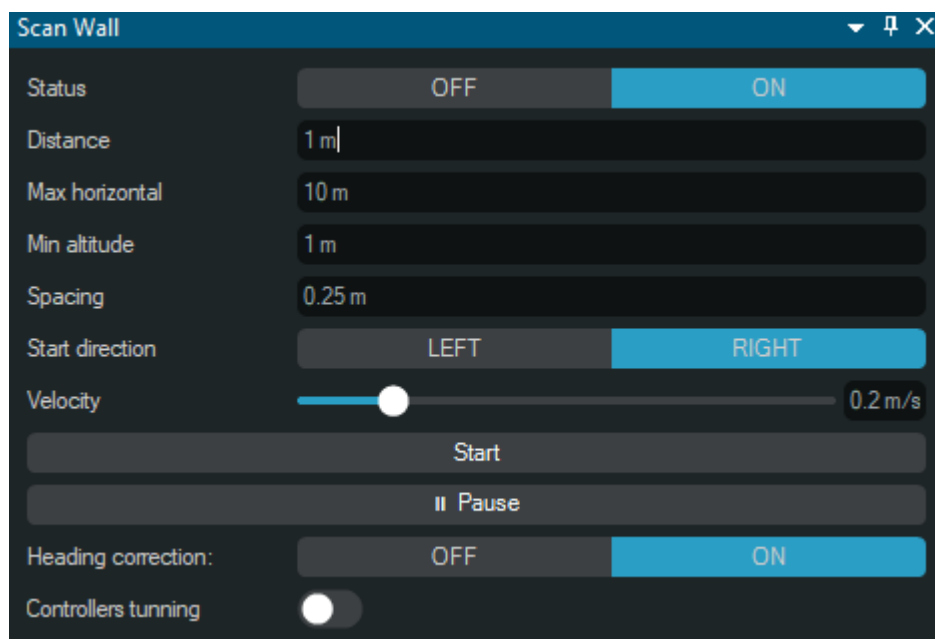 Scan Wall
Status OFF ON
Distance 1 m
Max horizontal 10 m
Min altitude 1 m
Spacing 0.25 m
Start direction LEFT RIGHT
Velocity 0.2 m/s
Start
Pause
Heading correction: OFF ON
Controllers tunning